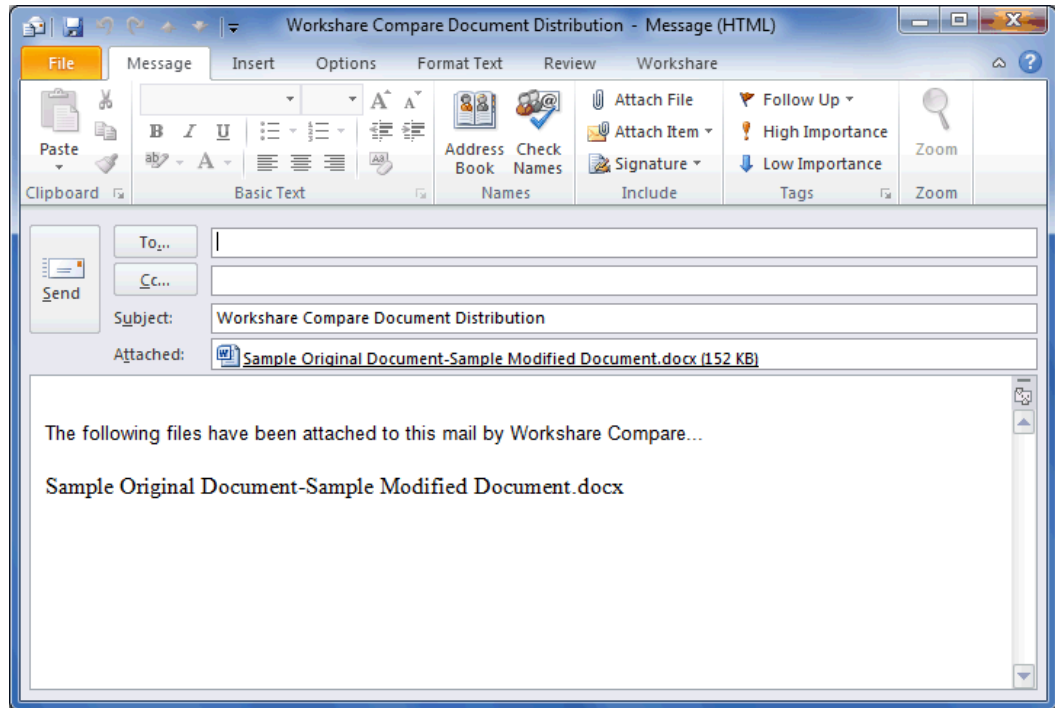 Workshare Compare Document Distribution - Message (HTML)
File Message Insert Options Format Text Review Workshare
Paste
B I U
A A
ab A
Aa
Address Book
Check Names
Attach File
Attach Item
Signature
Follow Up
High Importance
Low Importance
Zoom
Clipboard Basic Text Names Include Tags Zoom
Send
To...
Cc...
Subject: Workshare Compare Document Distribution
Attached: Sample Original Document-Sample Modified Document.docx (152 KB)
The following files have been attached to this mail by Workshare Compare...
Sample Original Document-Sample Modified Document.docx